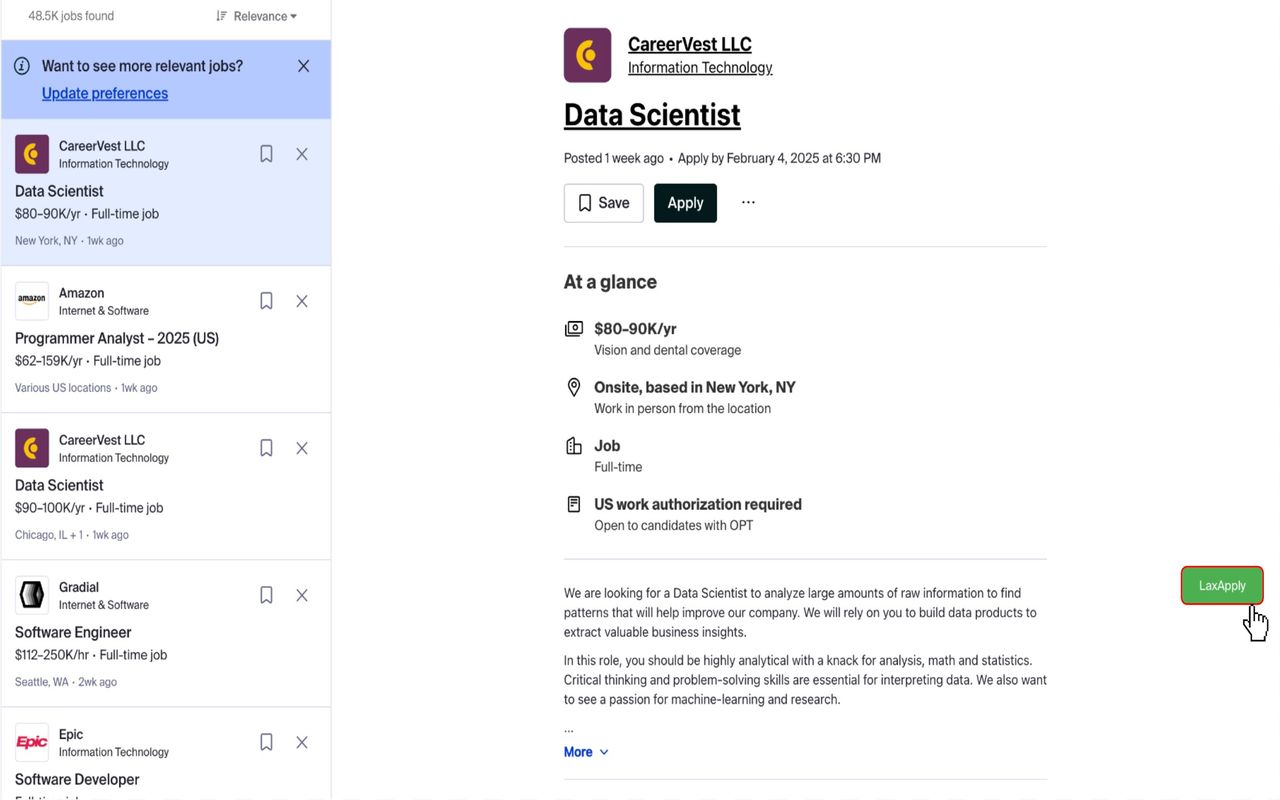 48.5K jobs found
Relevance
Want to see more relevant jobs?
Update preferences
CareerVest LLC
Information Technology
Data Scientist
$80–90K/yr · Full-time job
New York, NY · 1wk ago
amazon
Amazon
Internet & Software
Programmer Analyst – 2025 (US)
$62–159K/yr · Full-time job
Various US locations · 1wk ago
CareerVest LLC
Information Technology
Data Scientist
$90–100K/yr · Full-time job
Chicago, IL + 1 · 1wk ago
Gradial
Internet & Software
Software Engineer
$112–250K/hr · Full-time job
Seattle, WA · 2wk ago
Epic
Epic
Information Technology
Software Developer
CareerVest LLC
Information Technology
Data Scientist
Posted 1 week ago • Apply by February 4, 2025 at 6:30 PM
Save
Apply
...
At a glance
$80–90K/yr
Vision and dental coverage
Onsite, based in New York, NY
Work in person from the location
Job
Full-time
US work authorization required
Open to candidates with OPT
We are looking for a Data Scientist to analyze large amounts of raw information to find
patterns that will help improve our company. We will rely on you to build data products to
extract valuable business insights.
In this role, you should be highly analytical with a knack for analysis, math and statistics.
Critical thinking and problem-solving skills are essential for interpreting data. We also want
to see a passion for machine-learning and research.
...
More
LaxApply